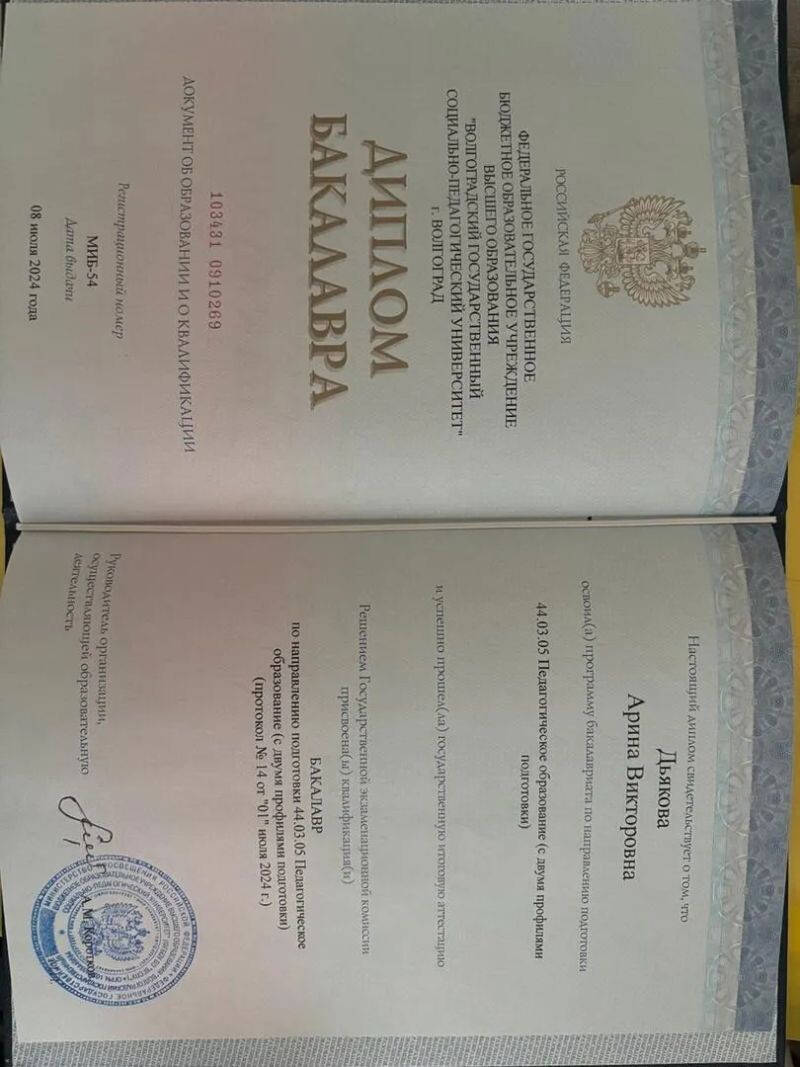 РОССИЙСКАЯ ФЕДЕРАЦИЯ
ФЕДЕРАЛЬНОЕ ГОСУДАРСТВЕННОЕ
БЮДЖЕТНОЕ ОБРАЗОВАТЕЛЬНОЕ УЧРЕЖДЕНИЕ
ВЫСШЕГО ОБРАЗОВАНИЯ
"ВОЛГОГРАДСКИЙ ГОСУДАРСТВЕННЫЙ
СОЦИАЛЬНО-ПЕДАГОГИЧЕСКИЙ УНИВЕРСИТЕТ"
г. ВОЛГОГРАД
ДИПЛОМ
БАКАЛАВРА
103431 0910269
ДОКУМЕНТ ОБ ОБРАЗОВАНИИ И О КВАЛИФИКАЦИИ
Регистрационный номер
МИБ-54
Дата выдачи
08 июля 2024 года
Настоящий диплом свидетельствует о том, что
Дьякова
Арина Викторовна
освоил(а) программу бакалавриата по направлению подготовки
44.03.05 Педагогическое образование (с двумя профилями
подготовки)
и успешно прошел(ла) государственную итоговую аттестацию
Решением Государственной экзаменационной комиссии
присвоена(ы) квалификация(и)
БАКАЛАВР
по направлению подготовки 44.03.05 Педагогическое
образование (с двумя профилями подготовки)
(протокол № 14 от "01" июля 2024 г.)
Руководитель организации,
осуществляющей образовательную
деятельность
А.М. Коротков